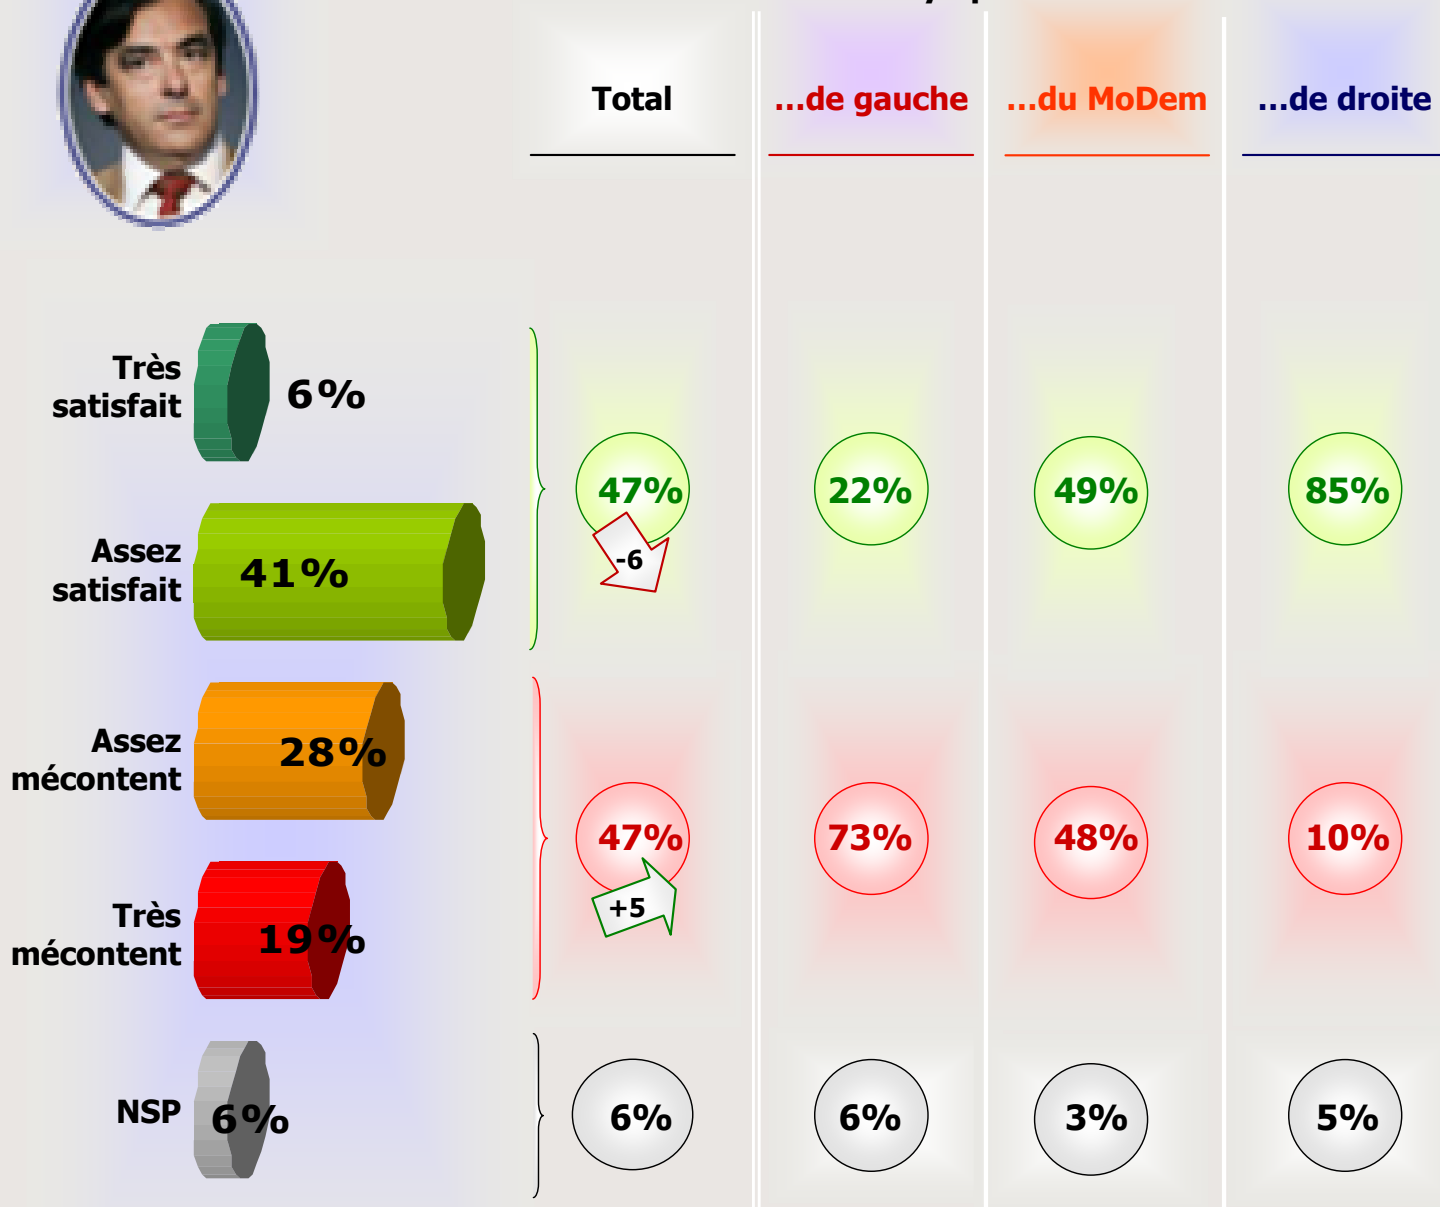 Total
...de gauche
...du MoDem
...de droite
Très
satisfait
6%
47%
-6
22%
49%
85%
Assez
satisfait
41%
Assez
mécontent
28%
47%
+5
73%
48%
10%
Très
mécontent
19%
NSP
6%
6%
6%
3%
5%